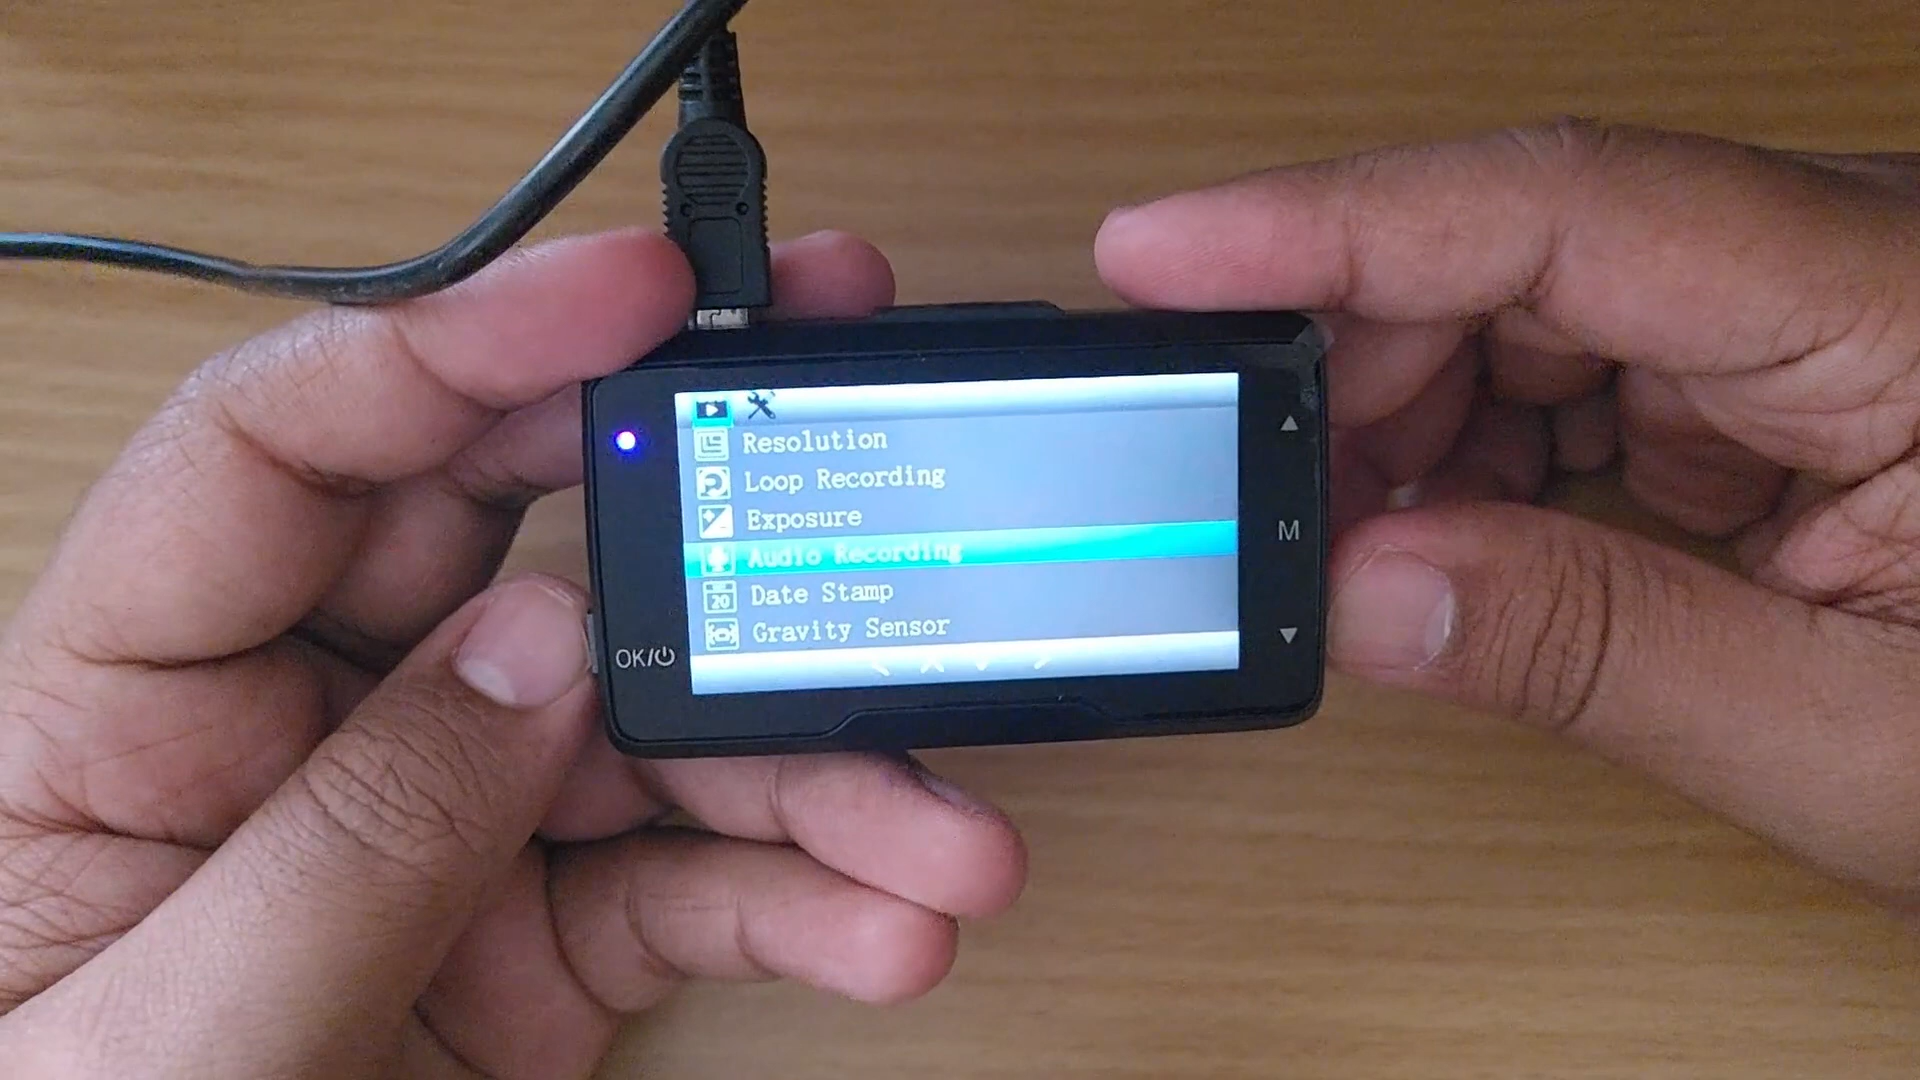 Resolution
Loop Recording
Exposure
Audio Recording
Date Stamp
20
Gravity Sensor
OK/
M